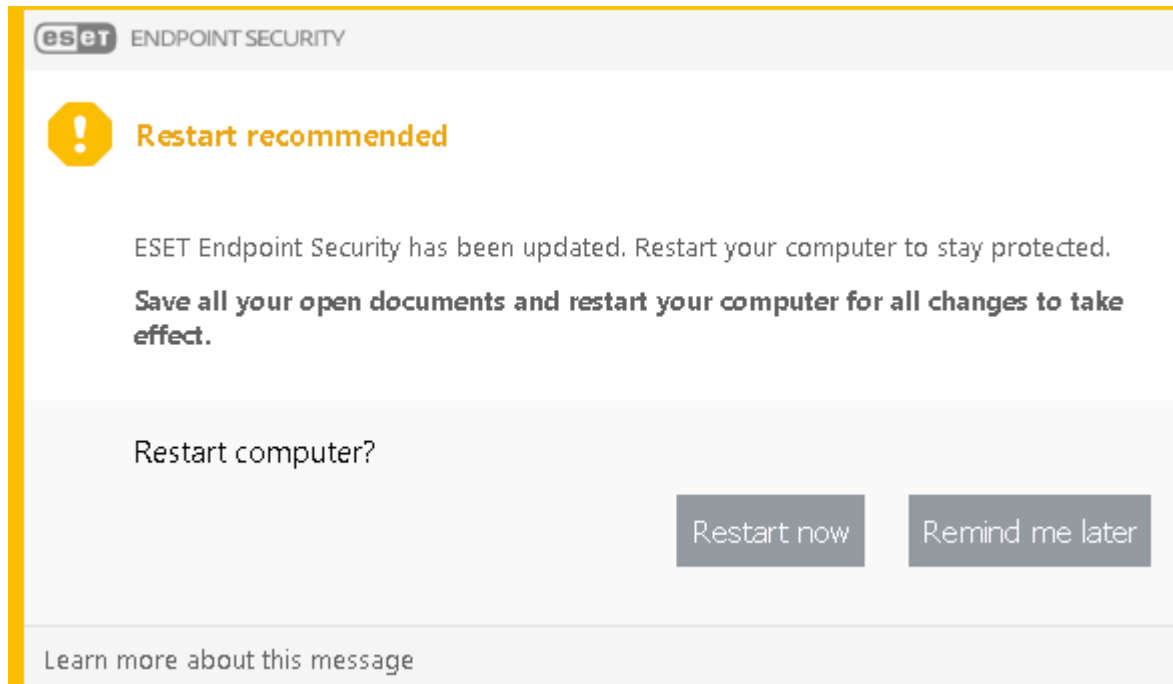 eset ENDPOINT SECURITY
Restart recommended
ESET Endpoint Security has been updated. Restart your computer to stay protected.
Save all your open documents and restart your computer for all changes to take
effect.
Restart computer?
Restart now Remind me later
Learn more about this message